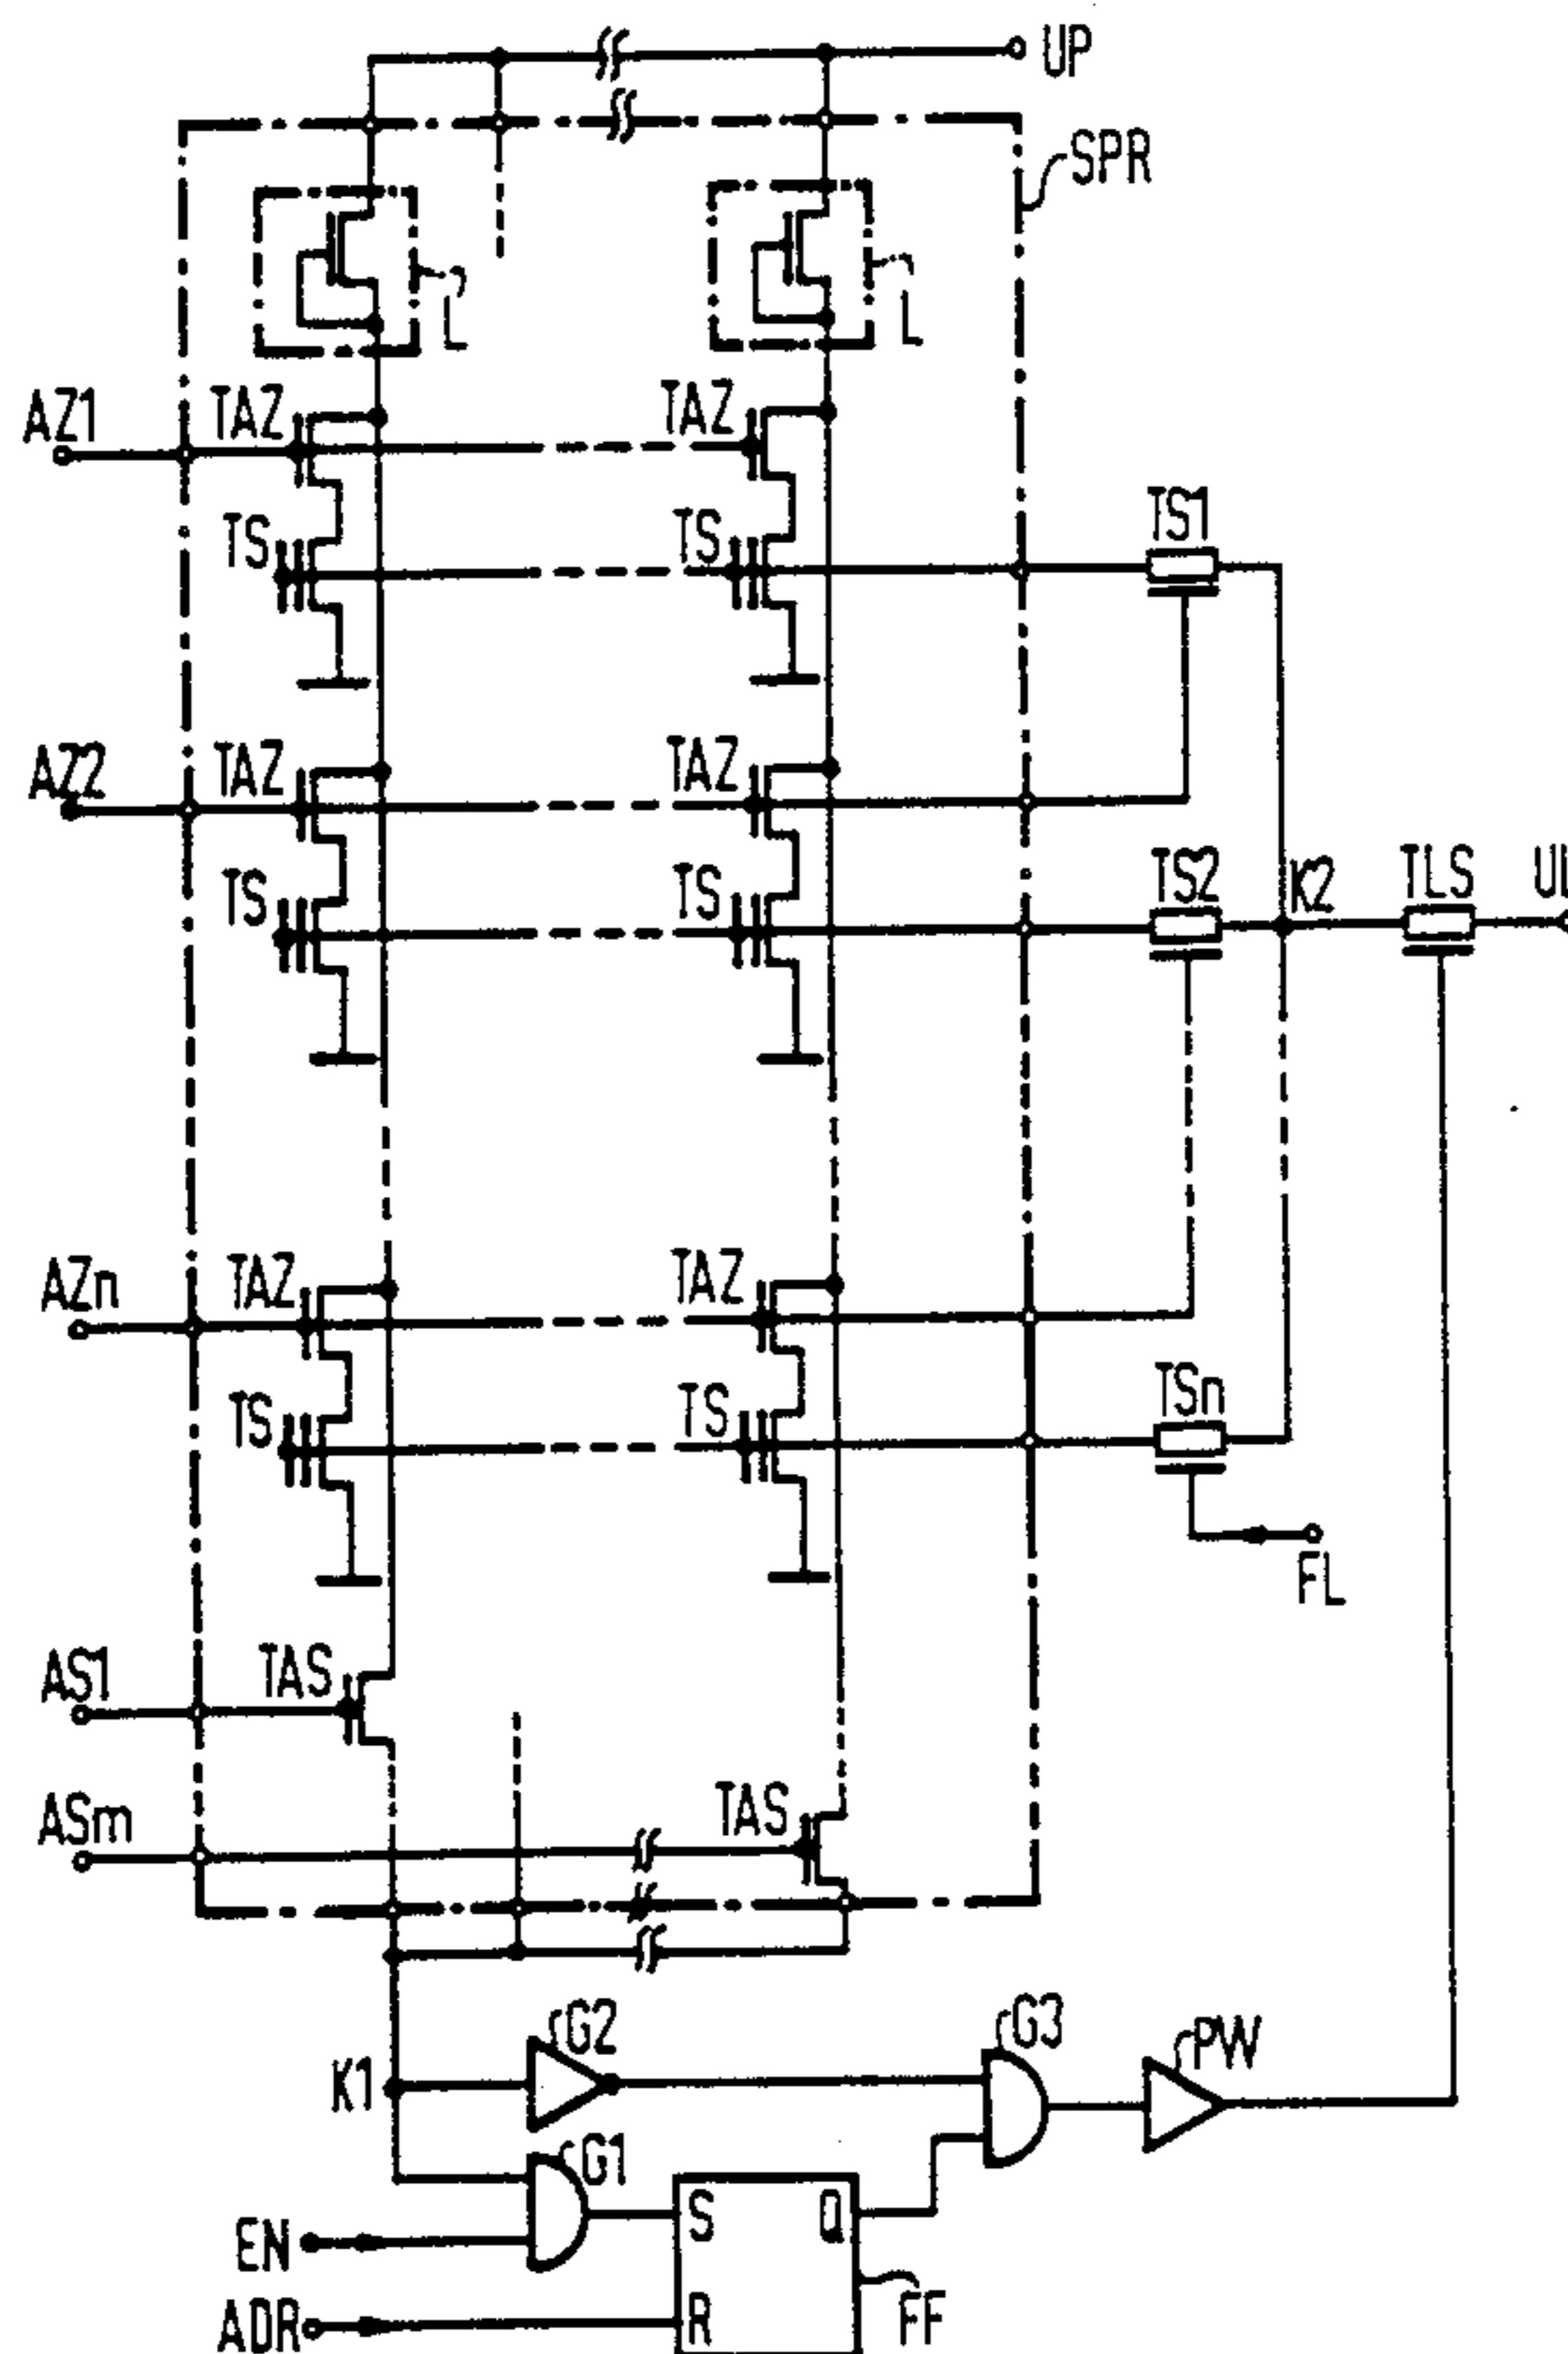 UP
SPR
L L
AZ1 TAZ TAZ
TS TS TS1
AZ2 TAZ TAZ
TS TS TS2 K2 TLS
AZn TAZ TAZ
TS TS TSn
FL
AS1 TAS
ASm TAS
G2 G3 PW
K1
G1
S Q
EN
ADR R FF